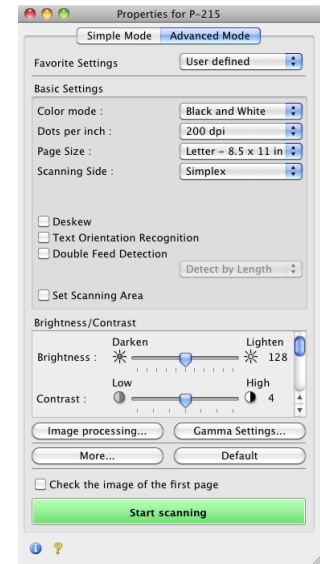 Properties for P-215
Simple Mode Advanced Mode
Favorite Settings User defined
Basic Settings
Color mode : Black and White
Dots per inch : 200 dpi
Page Size : Letter - 8.5 x 11 in
Scanning Side : Simplex
Deskew
Text Orientation Recognition
Double Feed Detection
Detect by Length
Set Scanning Area
Brightness/Contrast
Darken Lighten
Brightness : 128
Low High
Contrast : 4
Image processing... Gamma Settings...
More... Default
Check the image of the first page
Start scanning